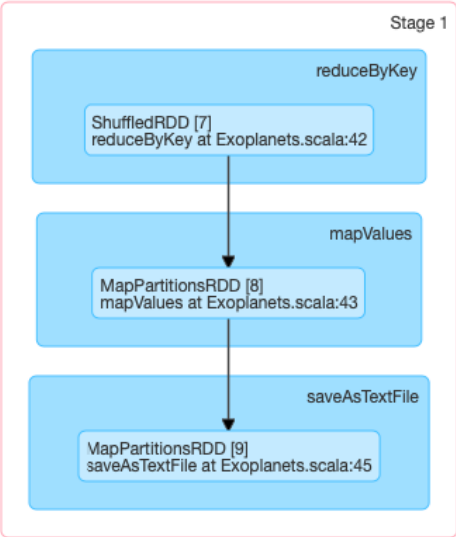 Stage 1
reduceByKey
ShuffledRDD [7]
reduceByKey at Exoplanets.scala:42
mapValues
MapPartitionsRDD [8]
mapValues at Exoplanets.scala:43
saveAsTextFile
MapPartitionsRDD [9]
saveAsTextFile at Exoplanets.scala:45